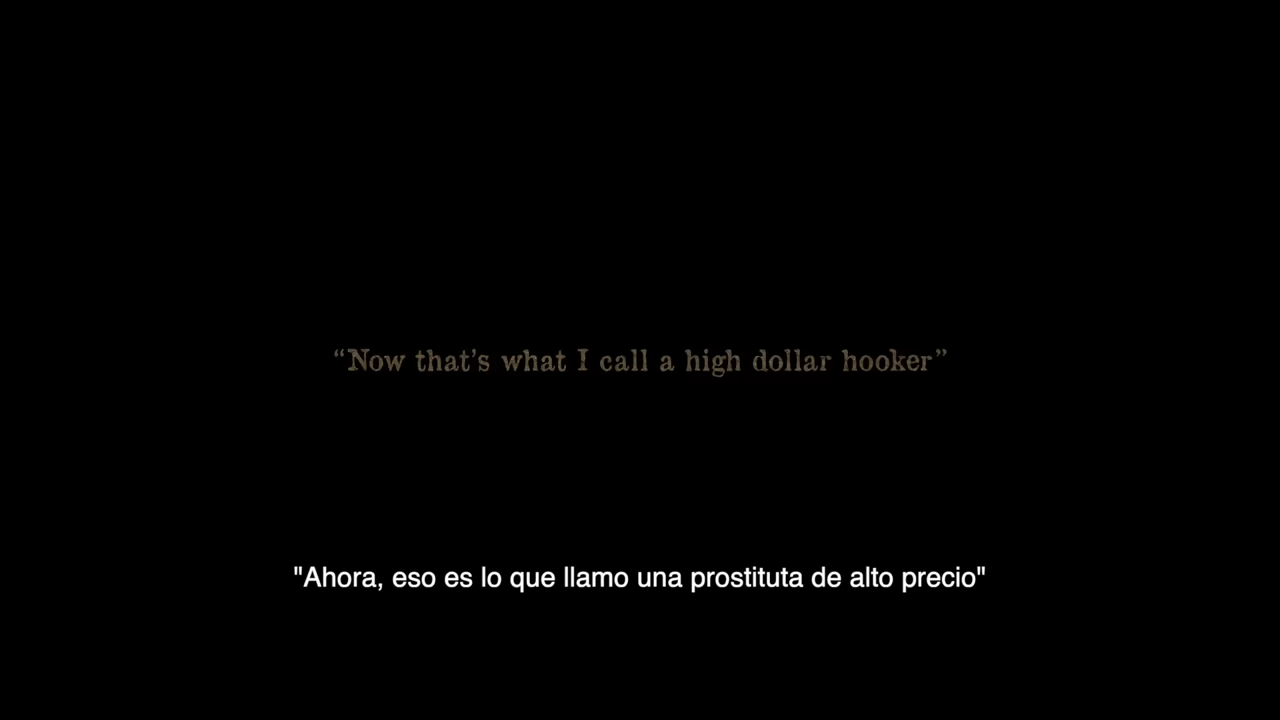 “Now that’s what I call a high dollar hooker”
"Ahora, eso es lo que llamo una prostituta de alto precio"